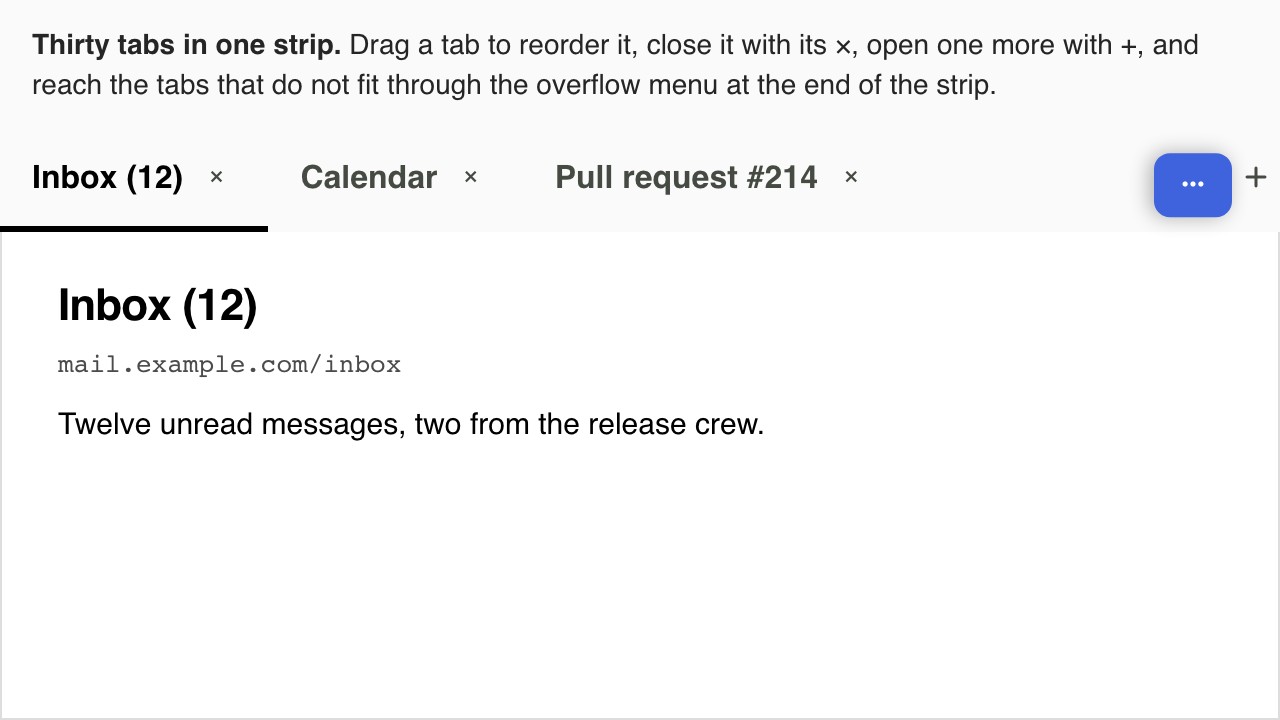 Thirty tabs in one strip. Drag a tab to reorder it, close it with its ×, open one more with +, and
reach the tabs that do not fit through the overflow menu at the end of the strip.
Inbox (12) × Calendar × Pull request #214 × ••• +
Inbox (12)
mail.example.com/inbox
Twelve unread messages, two from the release crew.